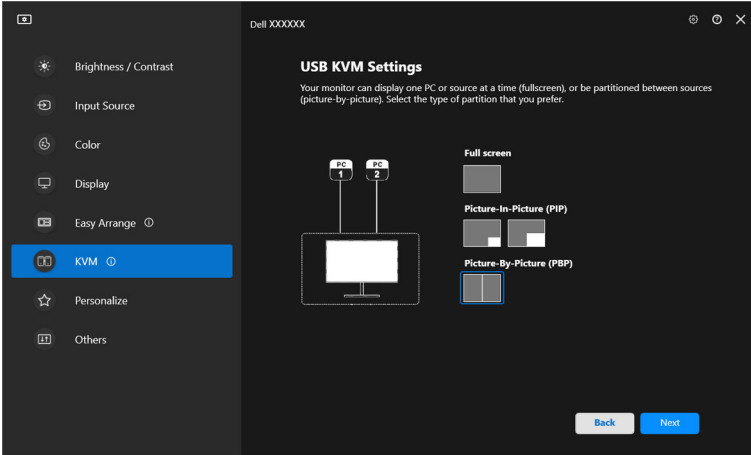 Dell XXXXXX
Brightness / Contrast
Input Source
Color
Display
Easy Arrange
KVM
Personalize
Others
USB KVM Settings
Your monitor can display one PC or source at a time (fullscreen), or be partitioned between sources
(picture-by-picture). Select the type of partition that you prefer.
PC
1
PC
2
Full screen
Picture-In-Picture (PIP)
Picture-By-Picture (PBP)
Back
Next